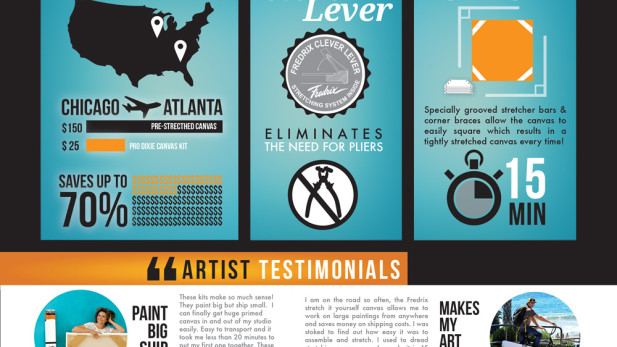 CHICAGO ATLANTA
$150 PRE-STRECTHED CANVAS
$25 PRO DIXIE CANVAS KIT
SAVES UP TO
70%
Lever
FREDRIX CLEVER LEVER
Fredrix
STRETCHING SYSTEM INSIDE
ELIMINATES
THE NEED FOR PLIERS
Specially grooved stretcher bars &
corner braces allow the canvas to
easily square which results in a
tightly stretched canvas every time!
15
MIN
“ ARTIST TESTIMONIALS
PAINT
BIG
SHIP
These kits make so much sense!
They paint big but ship small. I
can finally get huge primed
canvas in and out of my studio
easily. Easy to transport and it
took me less than 20 minutes to
put my first one together. These
I am on the road so often, the Fredrix
stretch it yourself canvas allows me to
work on large paintings from anywhere
and saves money on shipping costs. I was
stoked to find out how easy it was to
assemble and stretch. I used to dread
MAKES
MY
ART